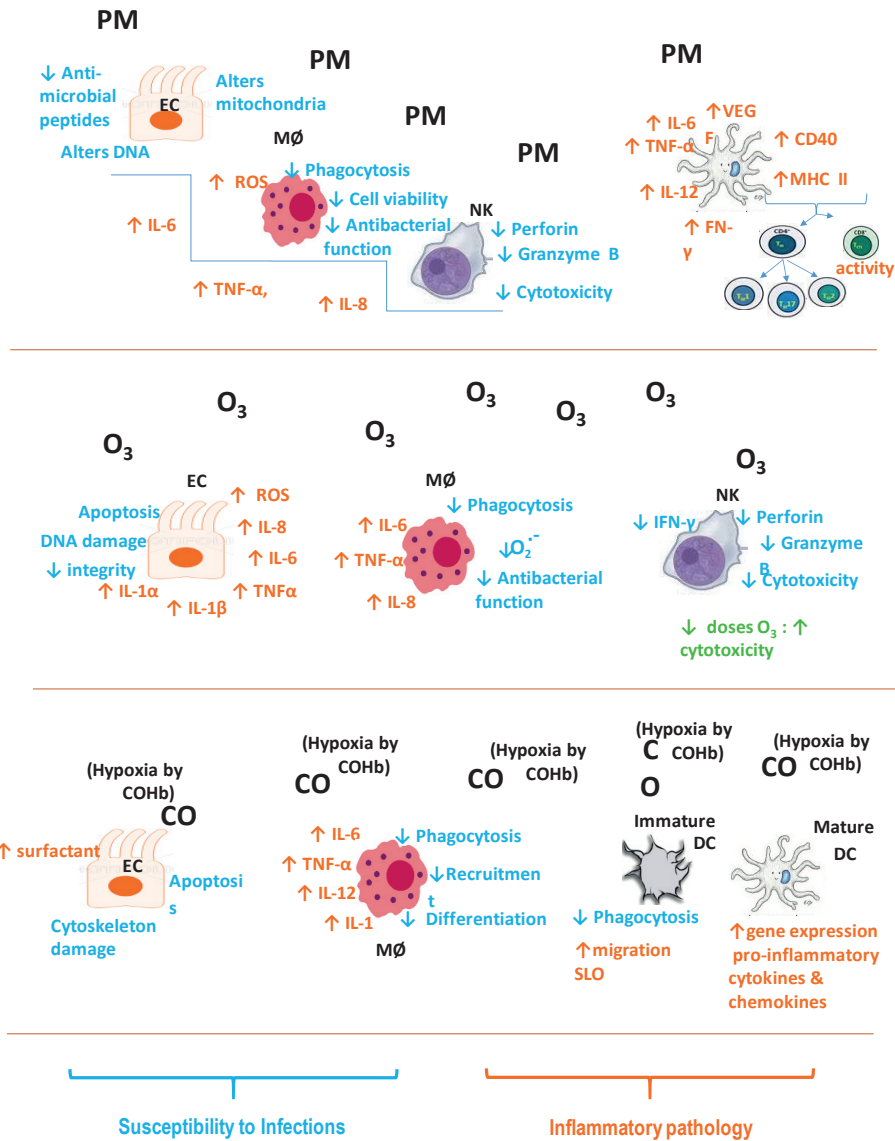 PM
PM
PM
PM
PM
↓ Anti-
microbial
peptides
EC
Alters
mitochondria
Alters DNA
↑ IL-6
MØ
↑ ROS
↓ Phagocytosis
↓ Cell viability
↓ Antibacterial
function
↑ TNF-α,
↑ IL-8
NK
↓ Perforin
↓ Granzyme B
↓ Cytotoxicity
↑ VEG
F
↑ IL-6
↑ TNF-α
↑ IL-12
↑ FN-
γ
↑ CD40
↑ MHC II
CD4+
CD8+
activity
O3
O3
O3
O3
O3
O3
O3
EC
Apoptosis
DNA damage
↓ integrity
↑ ROS
↑ IL-8
↑ IL-6
↑ TNFα
↑ IL-1α
↑ IL-1β
MØ
↑ IL-6
↑ TNF-α
↑ IL-8
↓ Phagocytosis
↓O2·-
↓ Antibacterial
function
NK
↓ IFN-γ
↓ Perforin
↓ Granzyme
B
↓ Cytotoxicity
↓ doses O3 : ↑
cytotoxicity
(Hypoxia by
COHb)
CO
↑ surfactant
EC
Apoptosi
s
Cytoskeleton
damage
(Hypoxia by
COHb)
CO
↑ IL-6
↑ TNF-α
↑ IL-12
↑ IL-1
↓ Phagocytosis
↓Recruitmen
t
↓ Differentiation
MØ
(Hypoxia by
COHb)
CO
(Hypoxia by
COHb)
C
O
Immature
DC
↓ Phagocytosis
↑migration
SLO
(Hypoxia by
COHb)
CO
Mature
DC
↑gene expression
pro-inflammatory
cytokines &
chemokines
Susceptibility to Infections
Inflammatory pathology